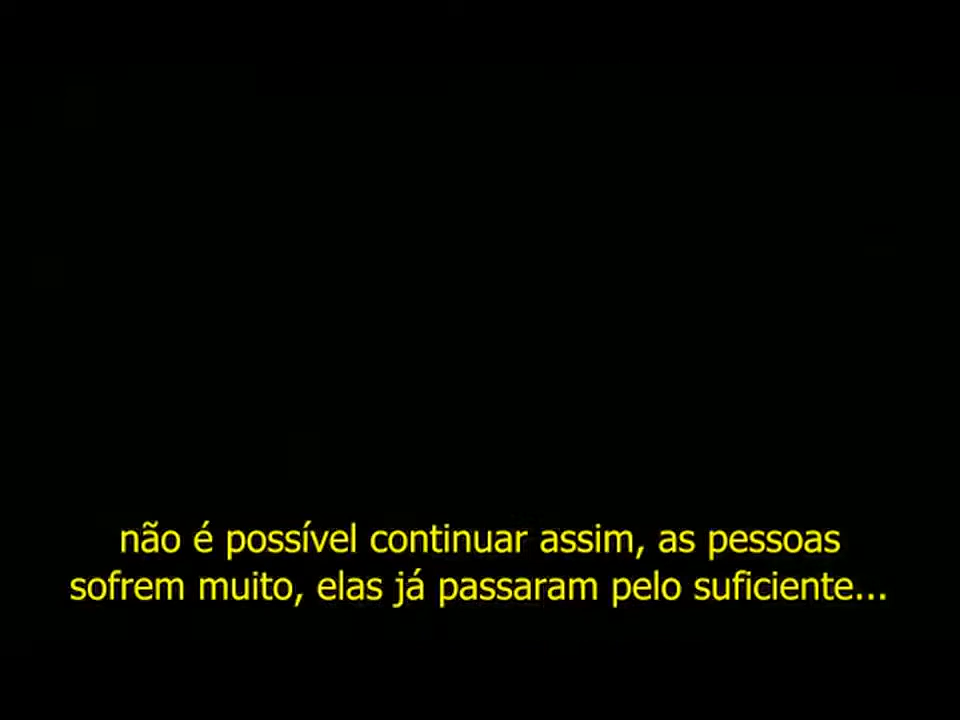 não é possível continuar assim, as pessoas
sofrem muito, elas já passaram pelo suficiente...